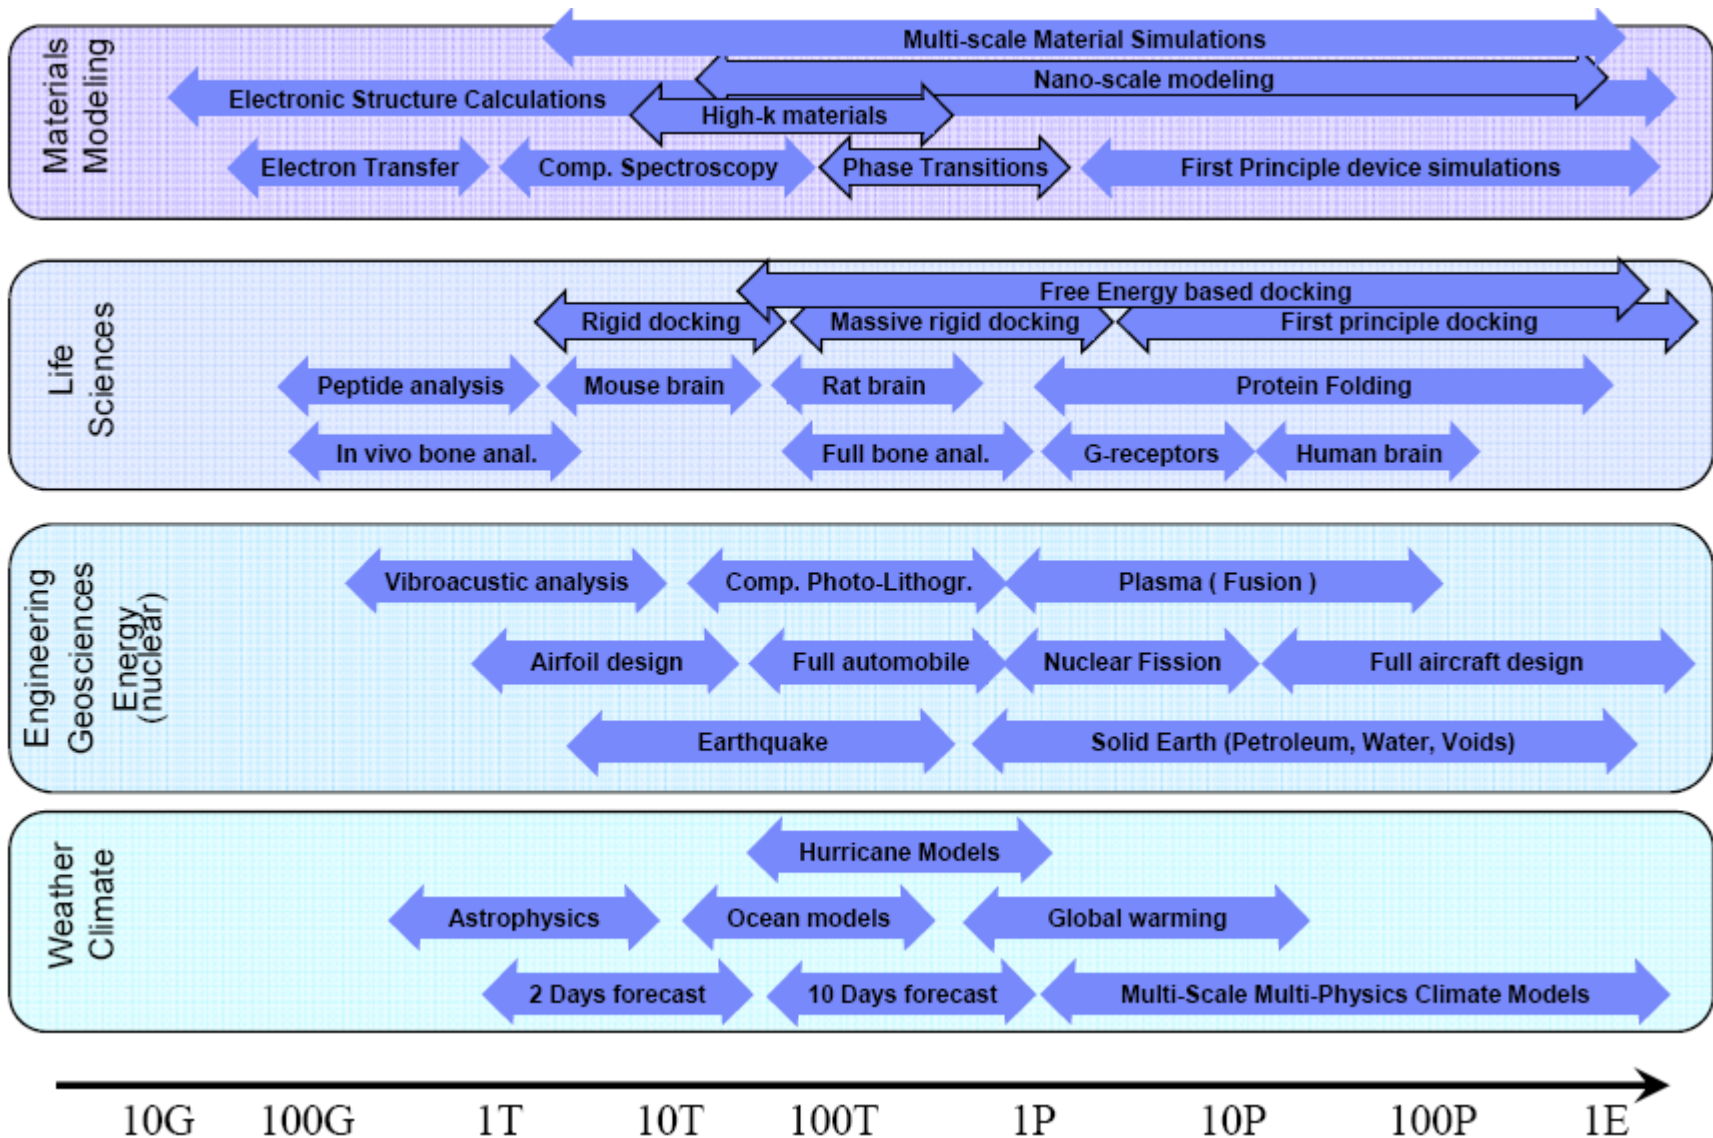 Materials
Modeling
Multi-scale Material Simulations
Nano-scale modeling
Electronic Structure Calculations
High-k materials
Electron Transfer
Comp. Spectroscopy
Phase Transitions
First Principle device simulations
Life
Sciences
Free Energy based docking
Rigid docking
Massive rigid docking
First principle docking
Peptide analysis
Mouse brain
Rat brain
Protein Folding
In vivo bone anal.
Full bone anal.
G-receptors
Human brain
Engineering
Geosciences
Energy
(nuclear)
Vibroacustic analysis
Comp. Photo-Lithogr.
Plasma ( Fusion )
Airfoil design
Full automobile
Nuclear Fission
Full aircraft design
Earthquake
Solid Earth (Petroleum, Water, Voids)
Weather
Climate
Hurricane Models
Astrophysics
Ocean models
Global warming
2 Days forecast
10 Days forecast
Multi-Scale Multi-Physics Climate Models
10G 100G 1T 10T 100T 1P 10P 100P 1E